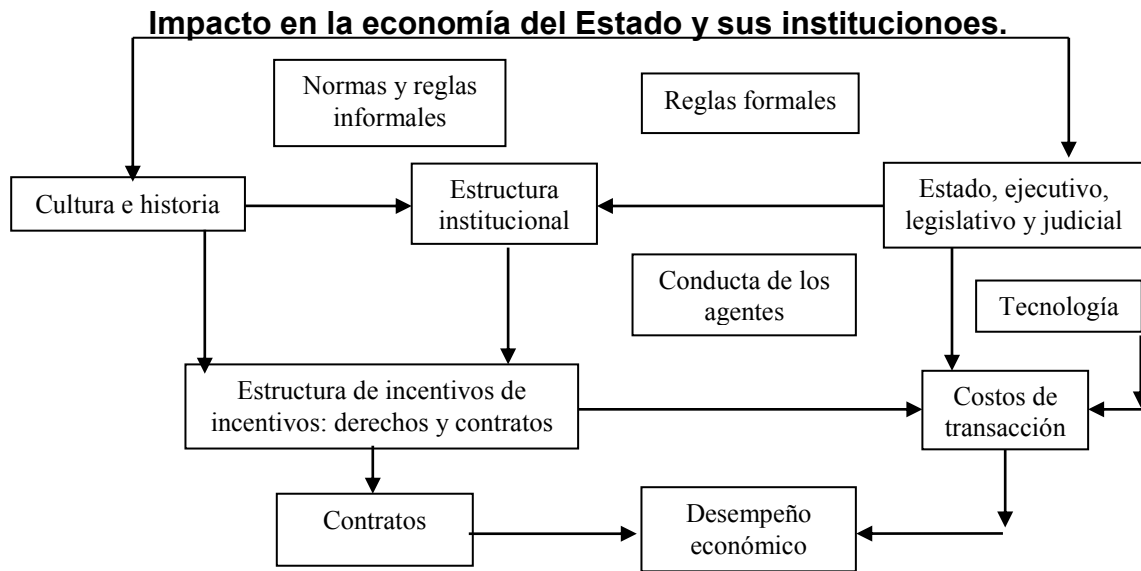 Impacto en la economía del Estado y sus institucionoes.
Normas y reglas
informales
Reglas formales
Cultura e historia
Estructura
institucional
Estado, ejecutivo,
legislativo y judicial
Conducta de los
agentes
Tecnología
Estructura de incentivos de
incentivos: derechos y contratos
Costos de
transacción
Contratos
Desempeño
económico